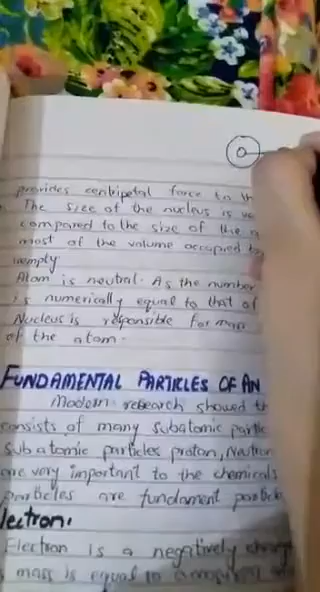 provides centripetal force to th
The size of the nucleus is ve
compared to the size of the a
most of the volume occupied by
Atom is neutral. As the number
is numerically equal to that of
Nucleus is responsible for mass
of the atom.
FUNDAMENTAL PARTICLES OF AN
Modern research showed th
consists of many subatomic partic
Subatomic particles proton, Neutron
are very important to the chemicals
particles are fundament particl
lectron.
Electron is a negatively charge
mass is equal to